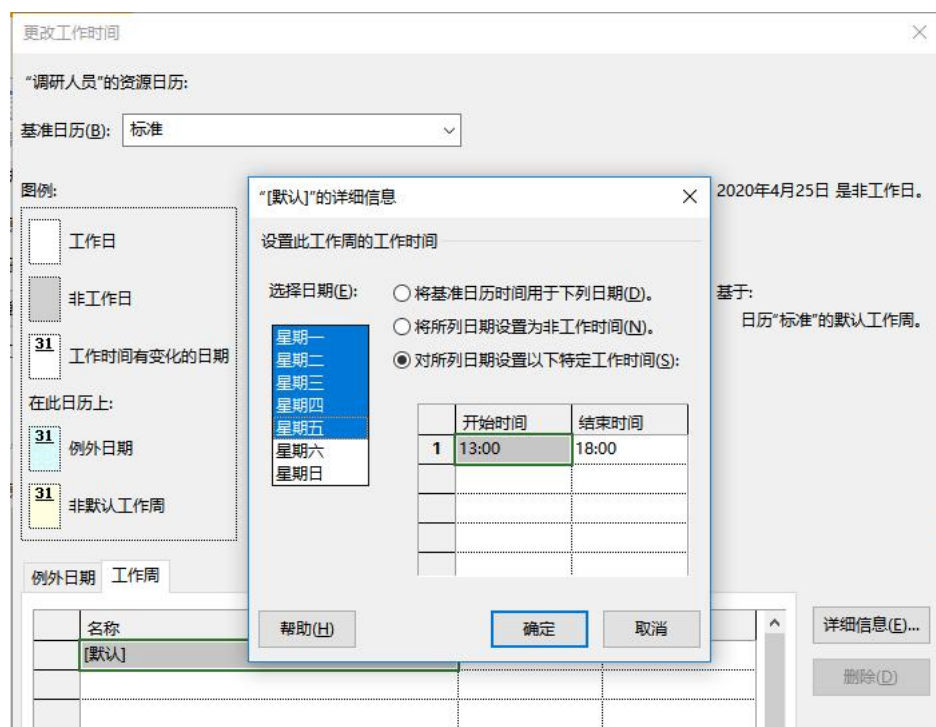 更改工作时间
“调研人员”的资源日历:
基准日历(B): 标准
图例:
工作日
非工作日
31
工作时间有变化的日期
在此日历上:
31
例外日期
31
非默认工作周
2020年4月25日 是非工作日。
基于:
日历“标准”的默认工作周。
“[默认]”的详细信息
设置此工作周的工作时间
选择日期(E):
星期一
星期二
星期三
星期四
星期五
星期六
星期日
将基准日历时间用于下列日期(D)。
将所列日期设置为非工作时间(N)。
对所列日期设置以下特定工作时间(S):
开始时间 结束时间
1 13:00 18:00
帮助(H) 确定 取消
例外日期 工作周
名称
[默认]
详细信息(E)...
删除(D)